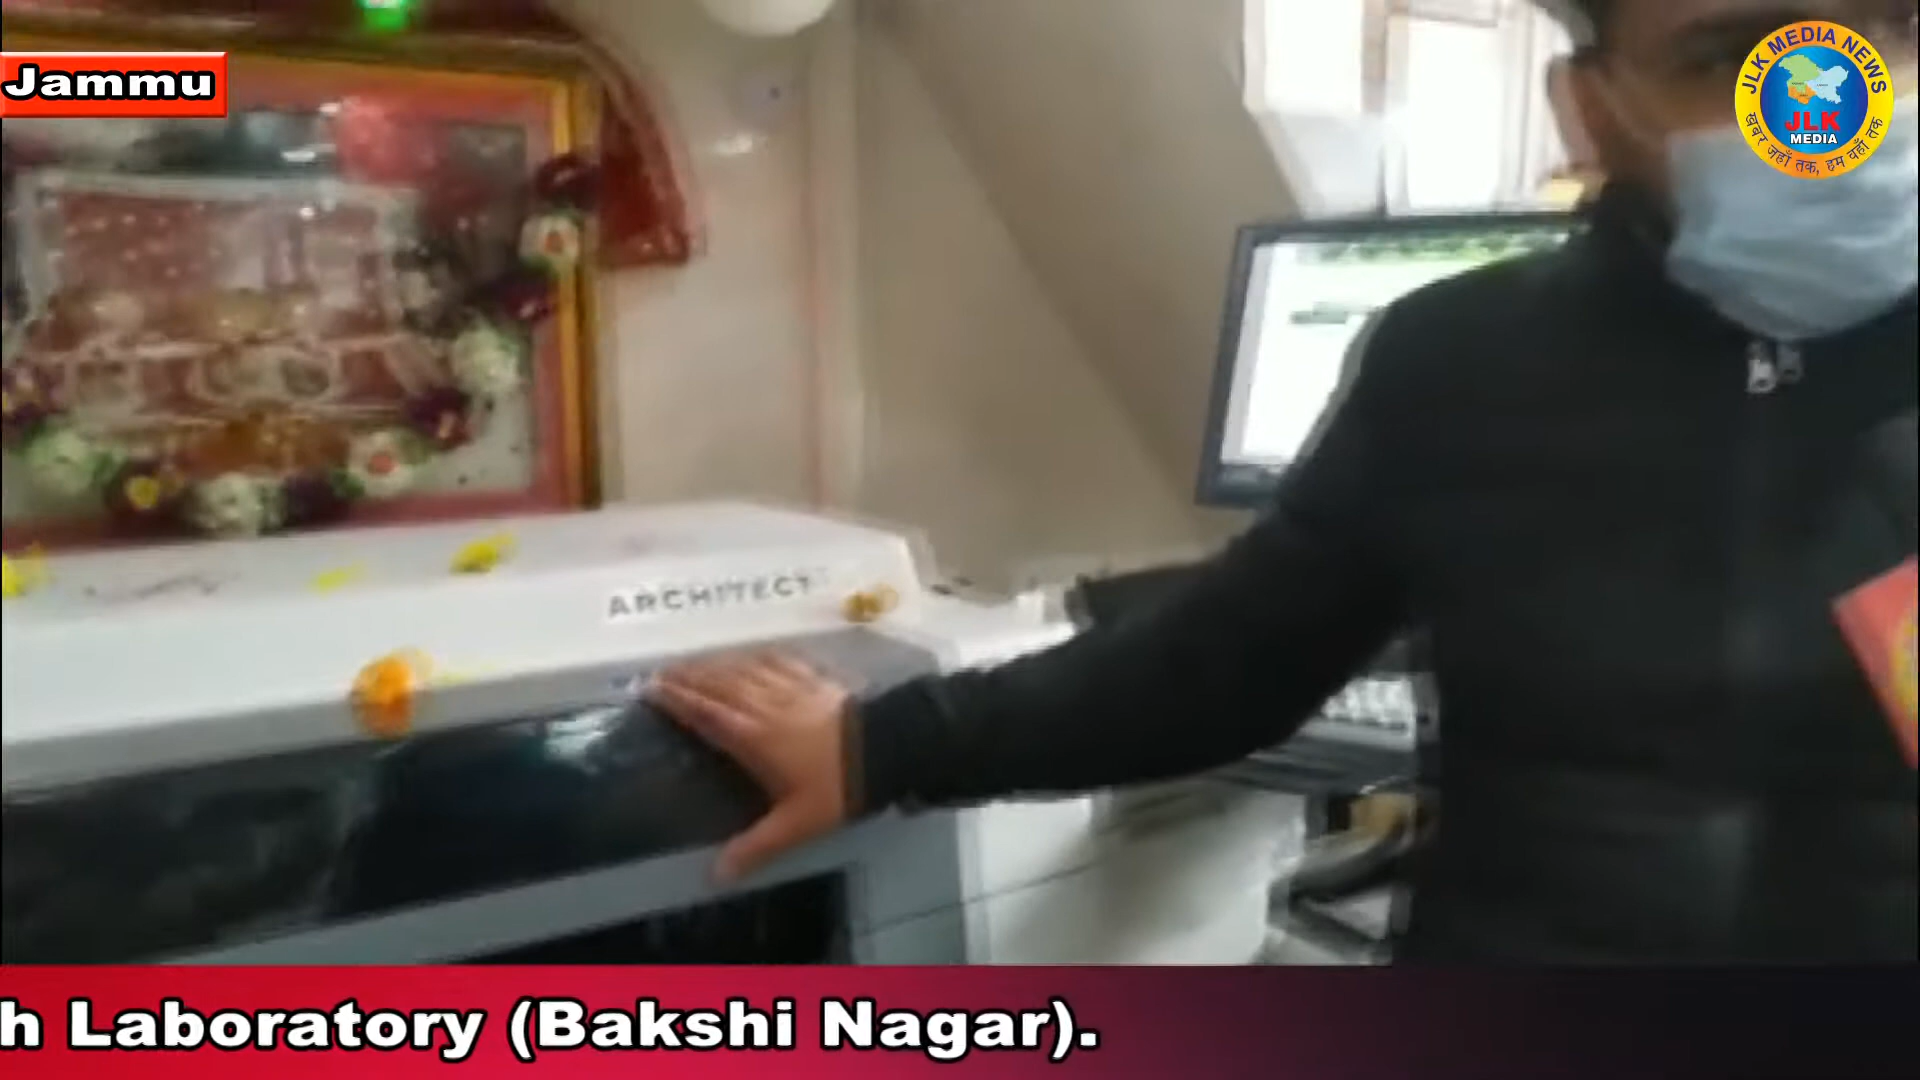 Jammu
JLK MEDIA NEWS
JLK
MEDIA
खबर जहाँ तक, हम वहाँ तक
ARCHITECT
h Laboratory (Bakshi Nagar).